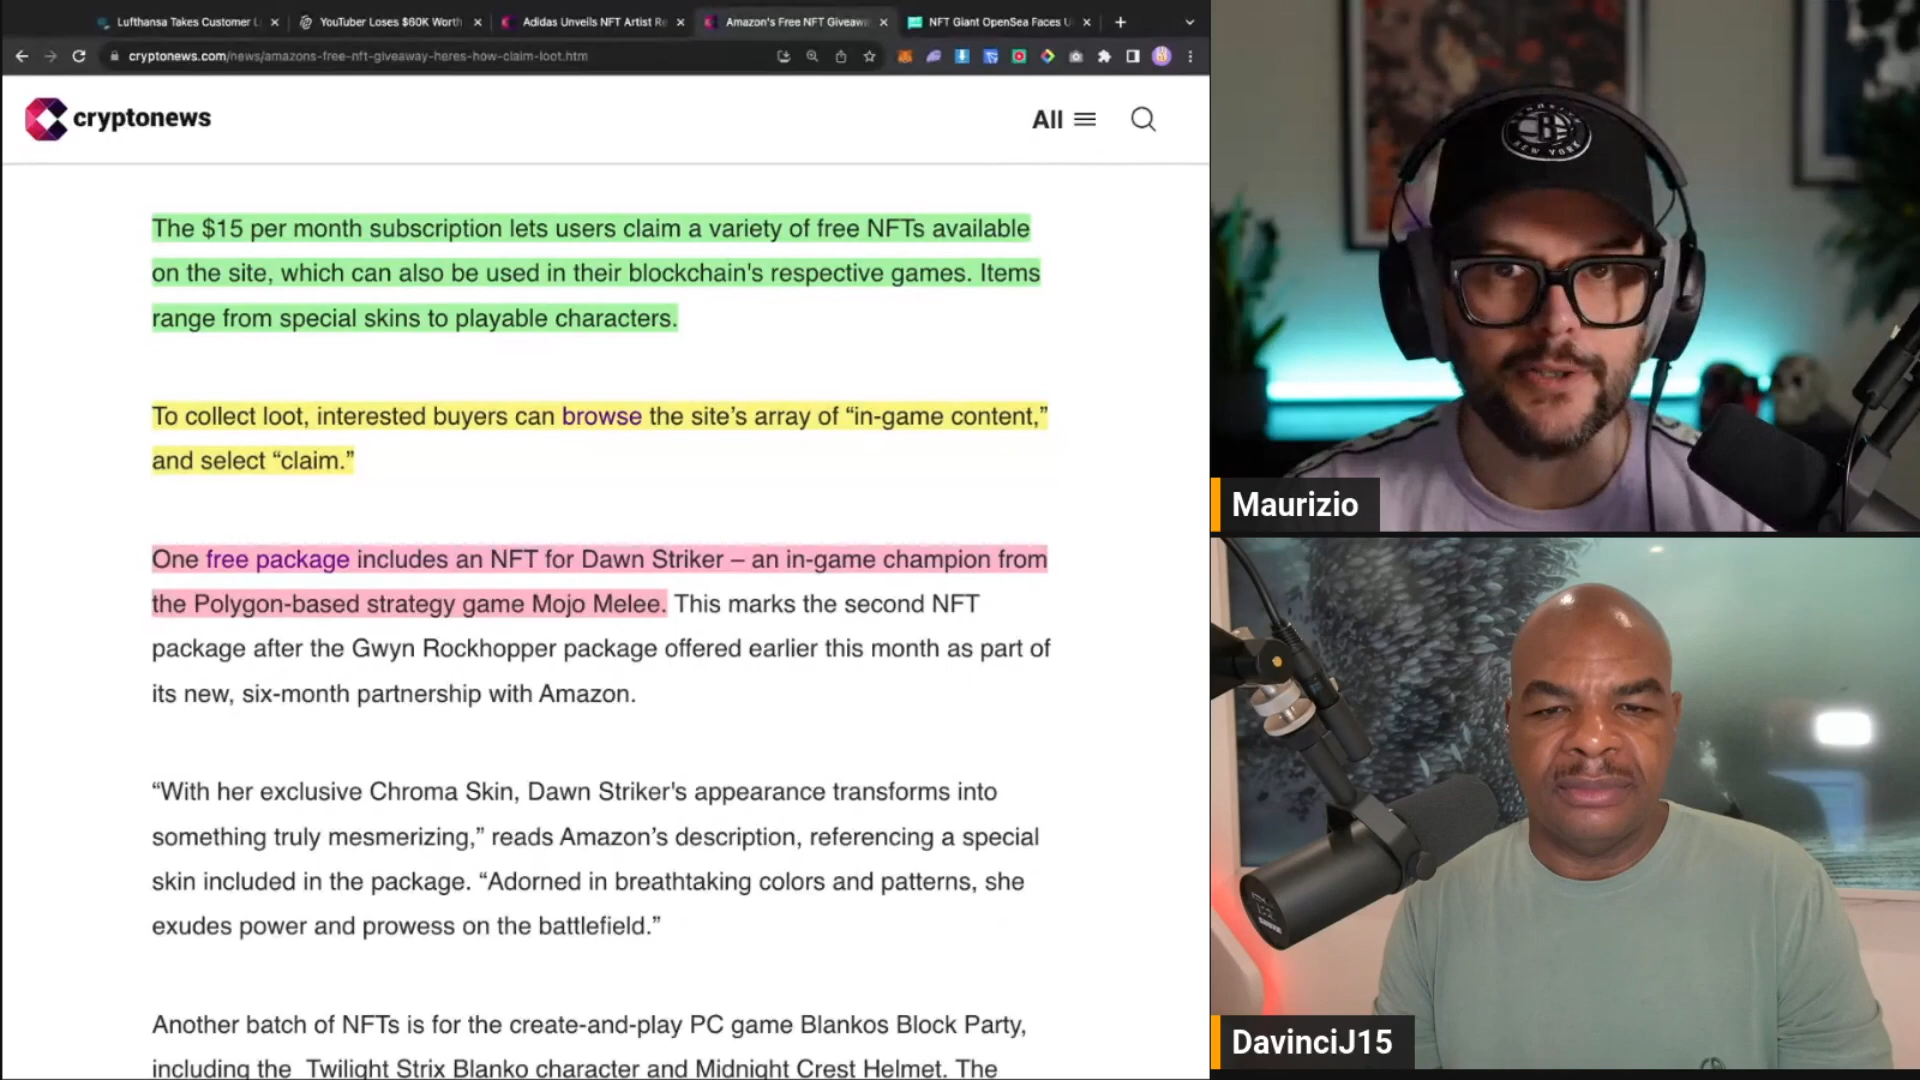 Lufthansa Takes Customer L
YouTuber Loses $60K Worth
Adidas Unveils NFT Artist Re
Amazon's Free NFT Giveaw
NFT Giant OpenSea Faces U
cryptonews.com/news/amazons-free-nft-giveaway-heres-how-claim-loot.htm
cryptonews
All
The $15 per month subscription lets users claim a variety of free NFTs available
on the site, which can also be used in their blockchain's respective games. Items
range from special skins to playable characters.
To collect loot, interested buyers can browse the site’s array of “in-game content,”
and select “claim.”
One free package includes an NFT for Dawn Striker – an in-game champion from
the Polygon-based strategy game Mojo Melee. This marks the second NFT
package after the Gwyn Rockhopper package offered earlier this month as part of
its new, six-month partnership with Amazon.
“With her exclusive Chroma Skin, Dawn Striker's appearance transforms into
something truly mesmerizing,” reads Amazon’s description, referencing a special
skin included in the package. “Adorned in breathtaking colors and patterns, she
exudes power and prowess on the battlefield.”
Another batch of NFTs is for the create-and-play PC game Blankos Block Party,
including the Twilight Strix Blanko character and Midnight Crest Helmet. The
B
NEW YORK
Maurizio
DavinciJ15